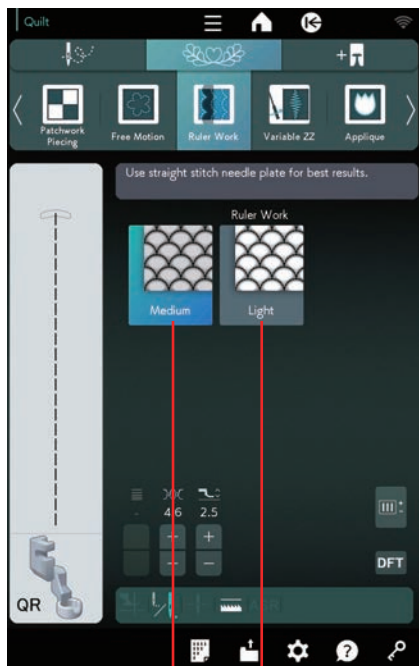 Quilt
Patchwork
Piecing
Free Motion
Ruler Work
Variable ZZ
Applique
Use straight stitch needle plate for best results.
Ruler Work
Medium
Light
-
4.6
2.5
+
+
−
−
DFT
QR
?